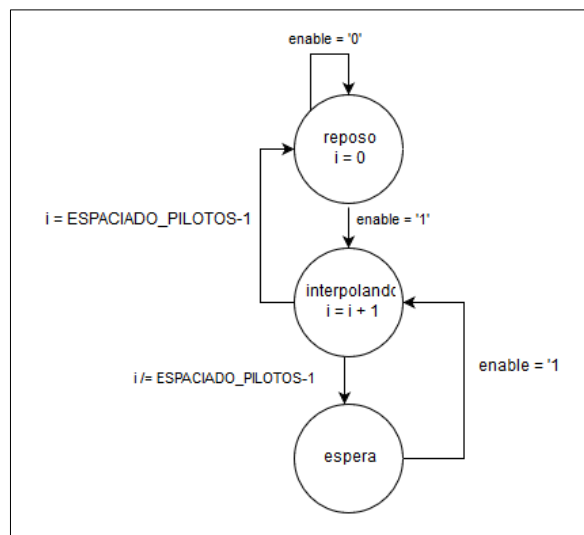 enable = '0'
reposo
i = 0
i = ESPACIADO_PILOTOS-1
enable = '1'
interpolando
i = i + 1
i /= ESPACIADO_PILOTOS-1
enable = '1
espera